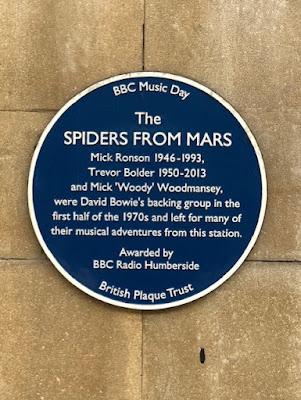 BBC Music Day
The
SPIDERS FROM MARS
Mick Ronson 1946-1993,
Trevor Bolder 1950-2013
and Mick 'Woody' Woodmansey,
were David Bowie's backing group in the
first half of the 1970s and left for many of
their musical adventures from this station.
Awarded by
BBC Radio Humberside
British Plaque Trust